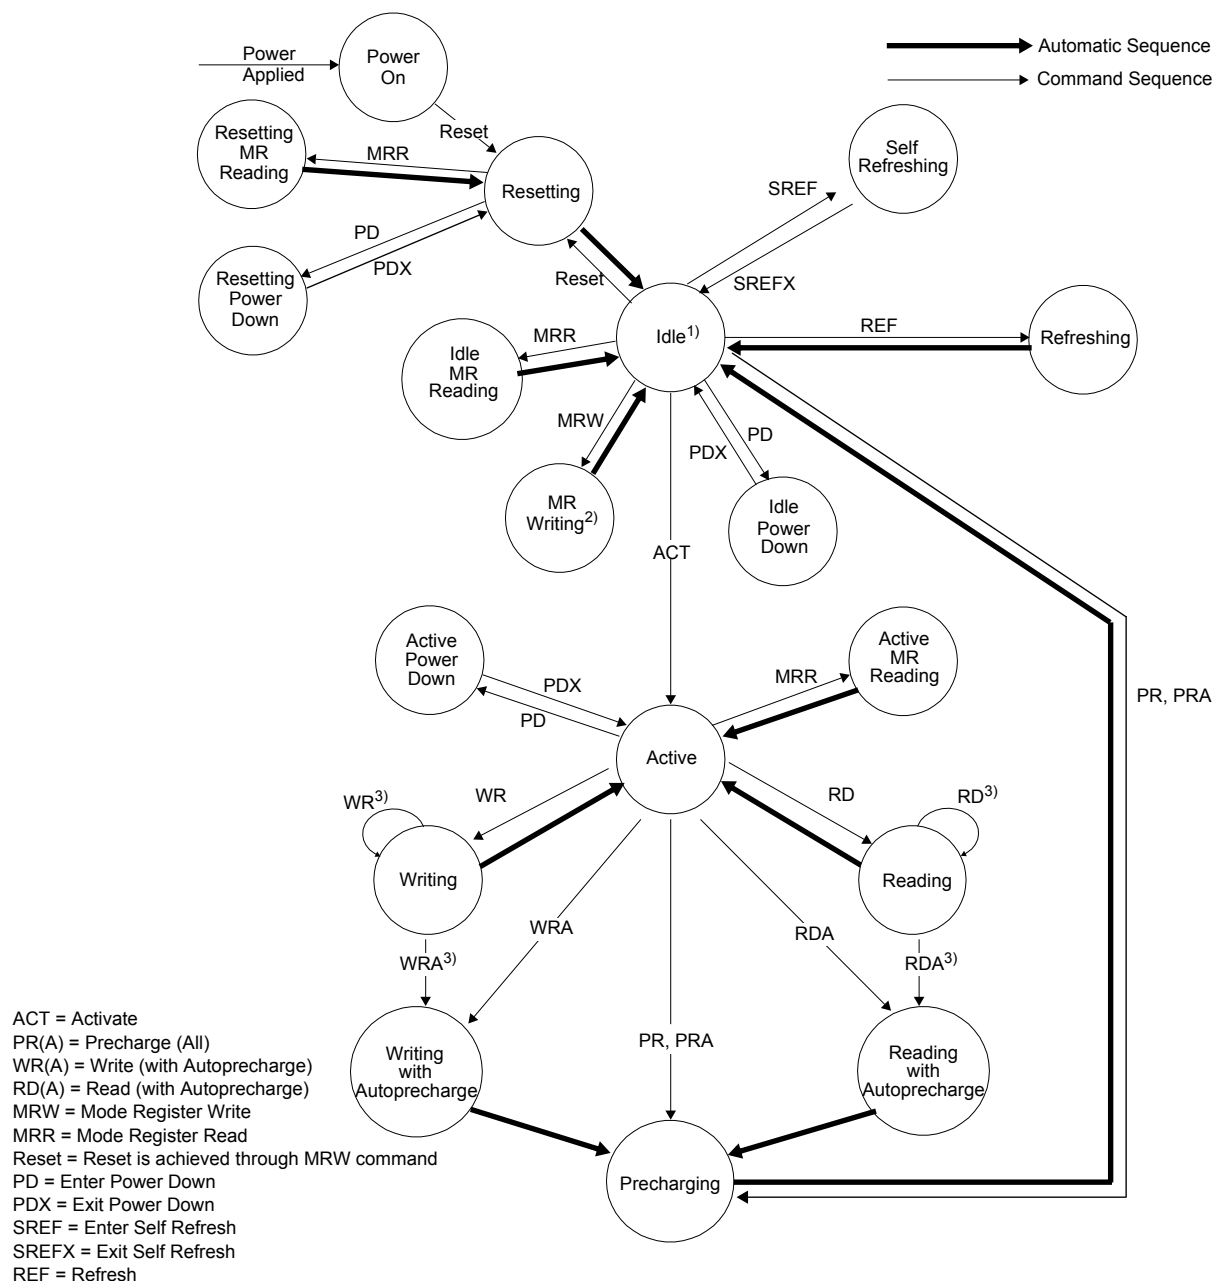 Power
Applied
Power
On
Automatic Sequence
Command Sequence
Reset
Resetting
MR
Reading
MRR
Resetting
Self
Refreshing
SREF
PD
PDX
Resetting
Power
Down
Reset
SREFX
MRR
Idle1)
REF
Refreshing
Idle
MR
Reading
MRW
PD
PDX
MR
Writing2)
Idle
Power
Down
ACT
Active
Power
Down
PDX
PD
MRR
Active
MR
Reading
PR, PRA
Active
WR3)
WR
RD
RD3)
Writing
Reading
WRA
RDA
WRA3)
RDA3)
Writing
with
Autoprecharge
PR, PRA
Reading
with
Autoprecharge
Precharging
ACT = Activate
PR(A) = Precharge (All)
WR(A) = Write (with Autoprecharge)
RD(A) = Read (with Autoprecharge)
MRW = Mode Register Write
MRR = Mode Register Read
Reset = Reset is achieved through MRW command
PD = Enter Power Down
PDX = Exit Power Down
SREF = Enter Self Refresh
SREFX = Exit Self Refresh
REF = Refresh